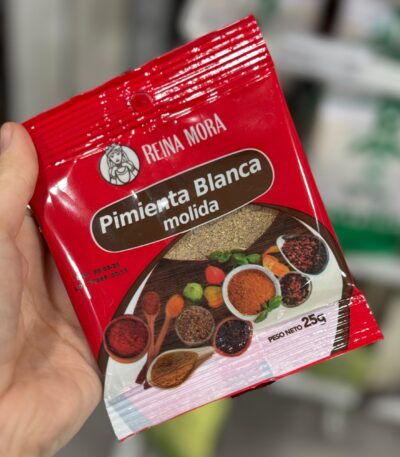 REINA MORA
Pimienta Blanca
molida
PESO NETO 25G